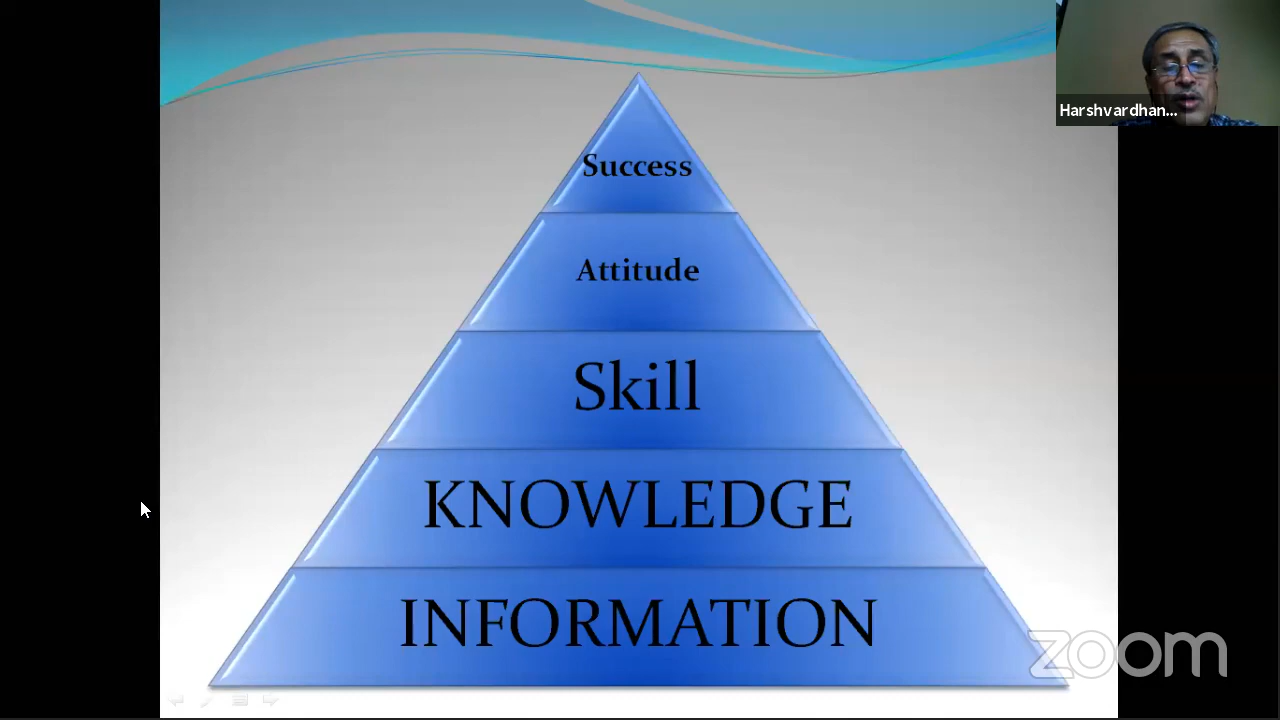 Harshvardhan...
Success
Attitude
Skill
KNOWLEDGE
INFORMATION
zoom